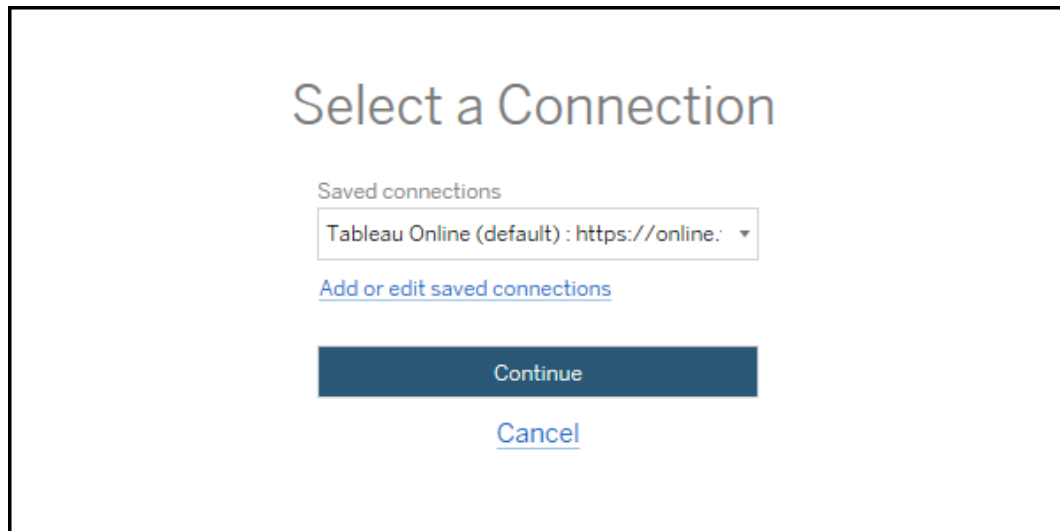 Select a Connection
Saved connections
Tableau Online (default) : https://online.
Add or edit saved connections
Continue
Cancel